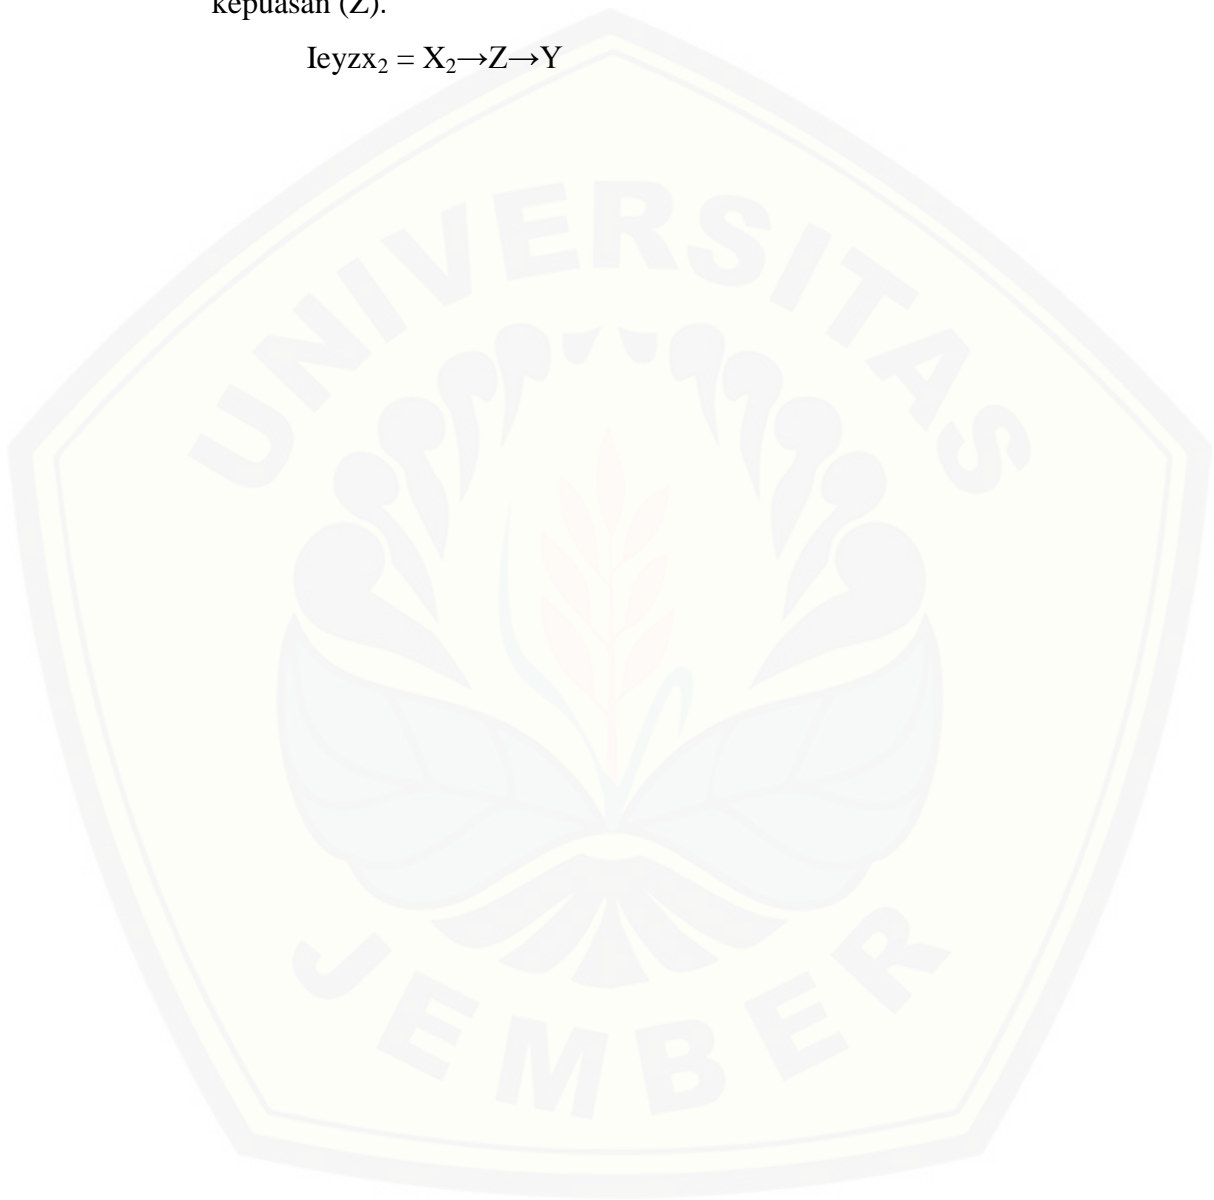 kepuasan (Z).
Ieyzx₂ = X₂→Z→Y
UNIVERSITAS
JEMBER